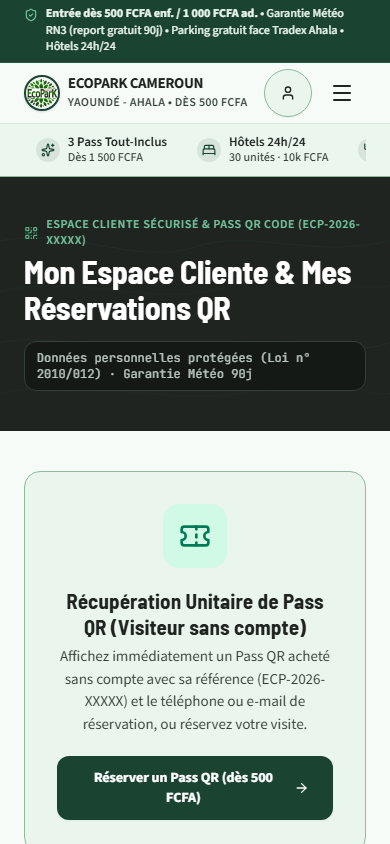 Entrée dès 500 FCFA enf. / 1 000 FCFA ad. • Garantie Météo
RN3 (report gratuit 90j) • Parking gratuit face Tradex Ahala •
Hôtels 24h/24
EcoParK
ECOPARK CAMEROUN
YAOUNDÉ - AHALA • DÈS 500 FCFA
3 Pass Tout-Inclus
Dès 1 500 FCFA
Hôtels 24h/24
30 unités · 10k FCFA
ESPACE CLIENTE SÉCURISÉ & PASS QR CODE (ECP-2026-
XXXXX)
Mon Espace Cliente & Mes
Réservations QR
Données personnelles protégées (Loi n°
2010/012) · Garantie Météo 90j
Récupération Unitaire de Pass
QR (Visiteur sans compte)
Affichez immédiatement un Pass QR acheté
sans compte avec sa référence (ECP-2026-
XXXXX) et le téléphone ou e-mail de
réservation, ou réservez votre visite.
Réserver un Pass QR (dès 500
FCFA)